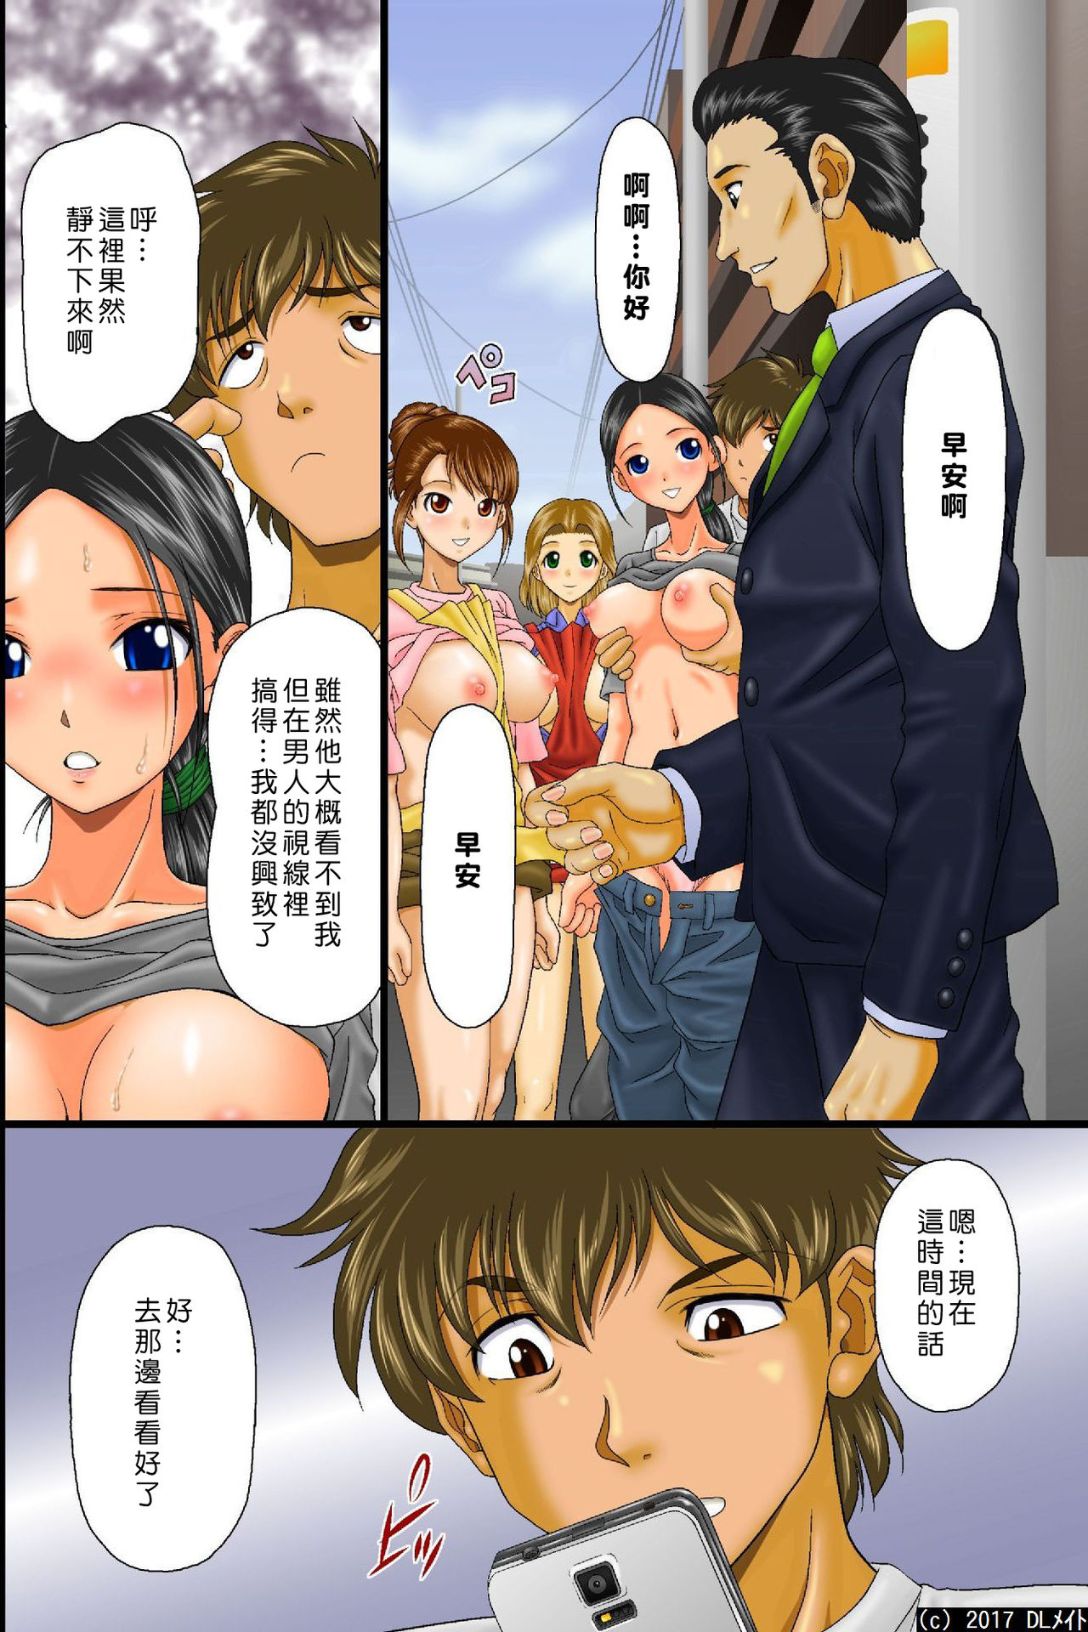 早安啊
啊啊…你好
ペコ
早安
呼…
這裡果然
靜不下來啊
雖然他大概看不到我
但在男人的視線裡
搞得…我都沒興致了
嗯…現在
這時間的話
ピッ
好…
去那邊看看好了
(c) 2017 DLﾒｲﾄ